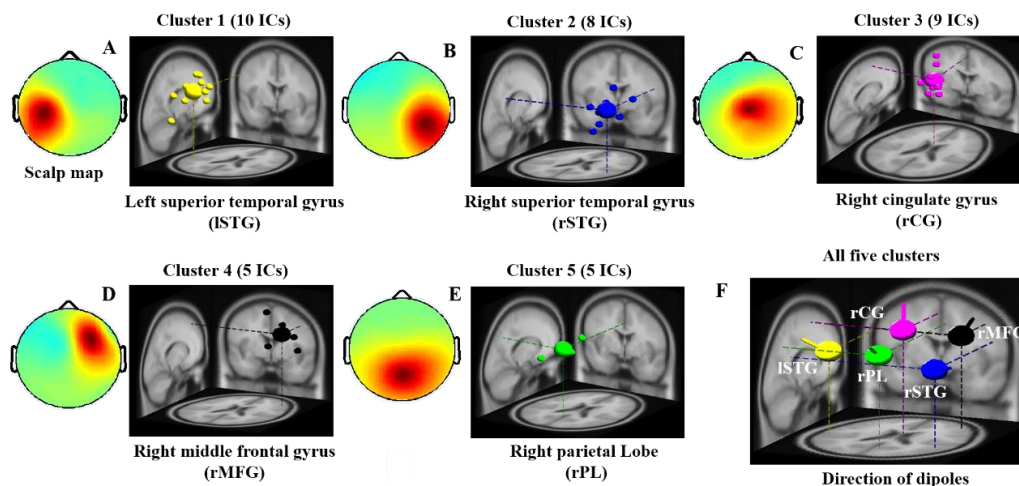 Cluster 1 (10 ICs)
A
Scalp map
Left superior temporal gyrus
(lSTG)
Cluster 2 (8 ICs)
B
Right superior temporal gyrus
(rSTG)
Cluster 3 (9 ICs)
C
Right cingulate gyrus
(rCG)
Cluster 4 (5 ICs)
D
Right middle frontal gyrus
(rMFG)
Cluster 5 (5 ICs)
E
Right parietal Lobe
(rPL)
All five clusters
F
rCG
rMFG
lSTG
rPL
rSTG
Direction of dipoles